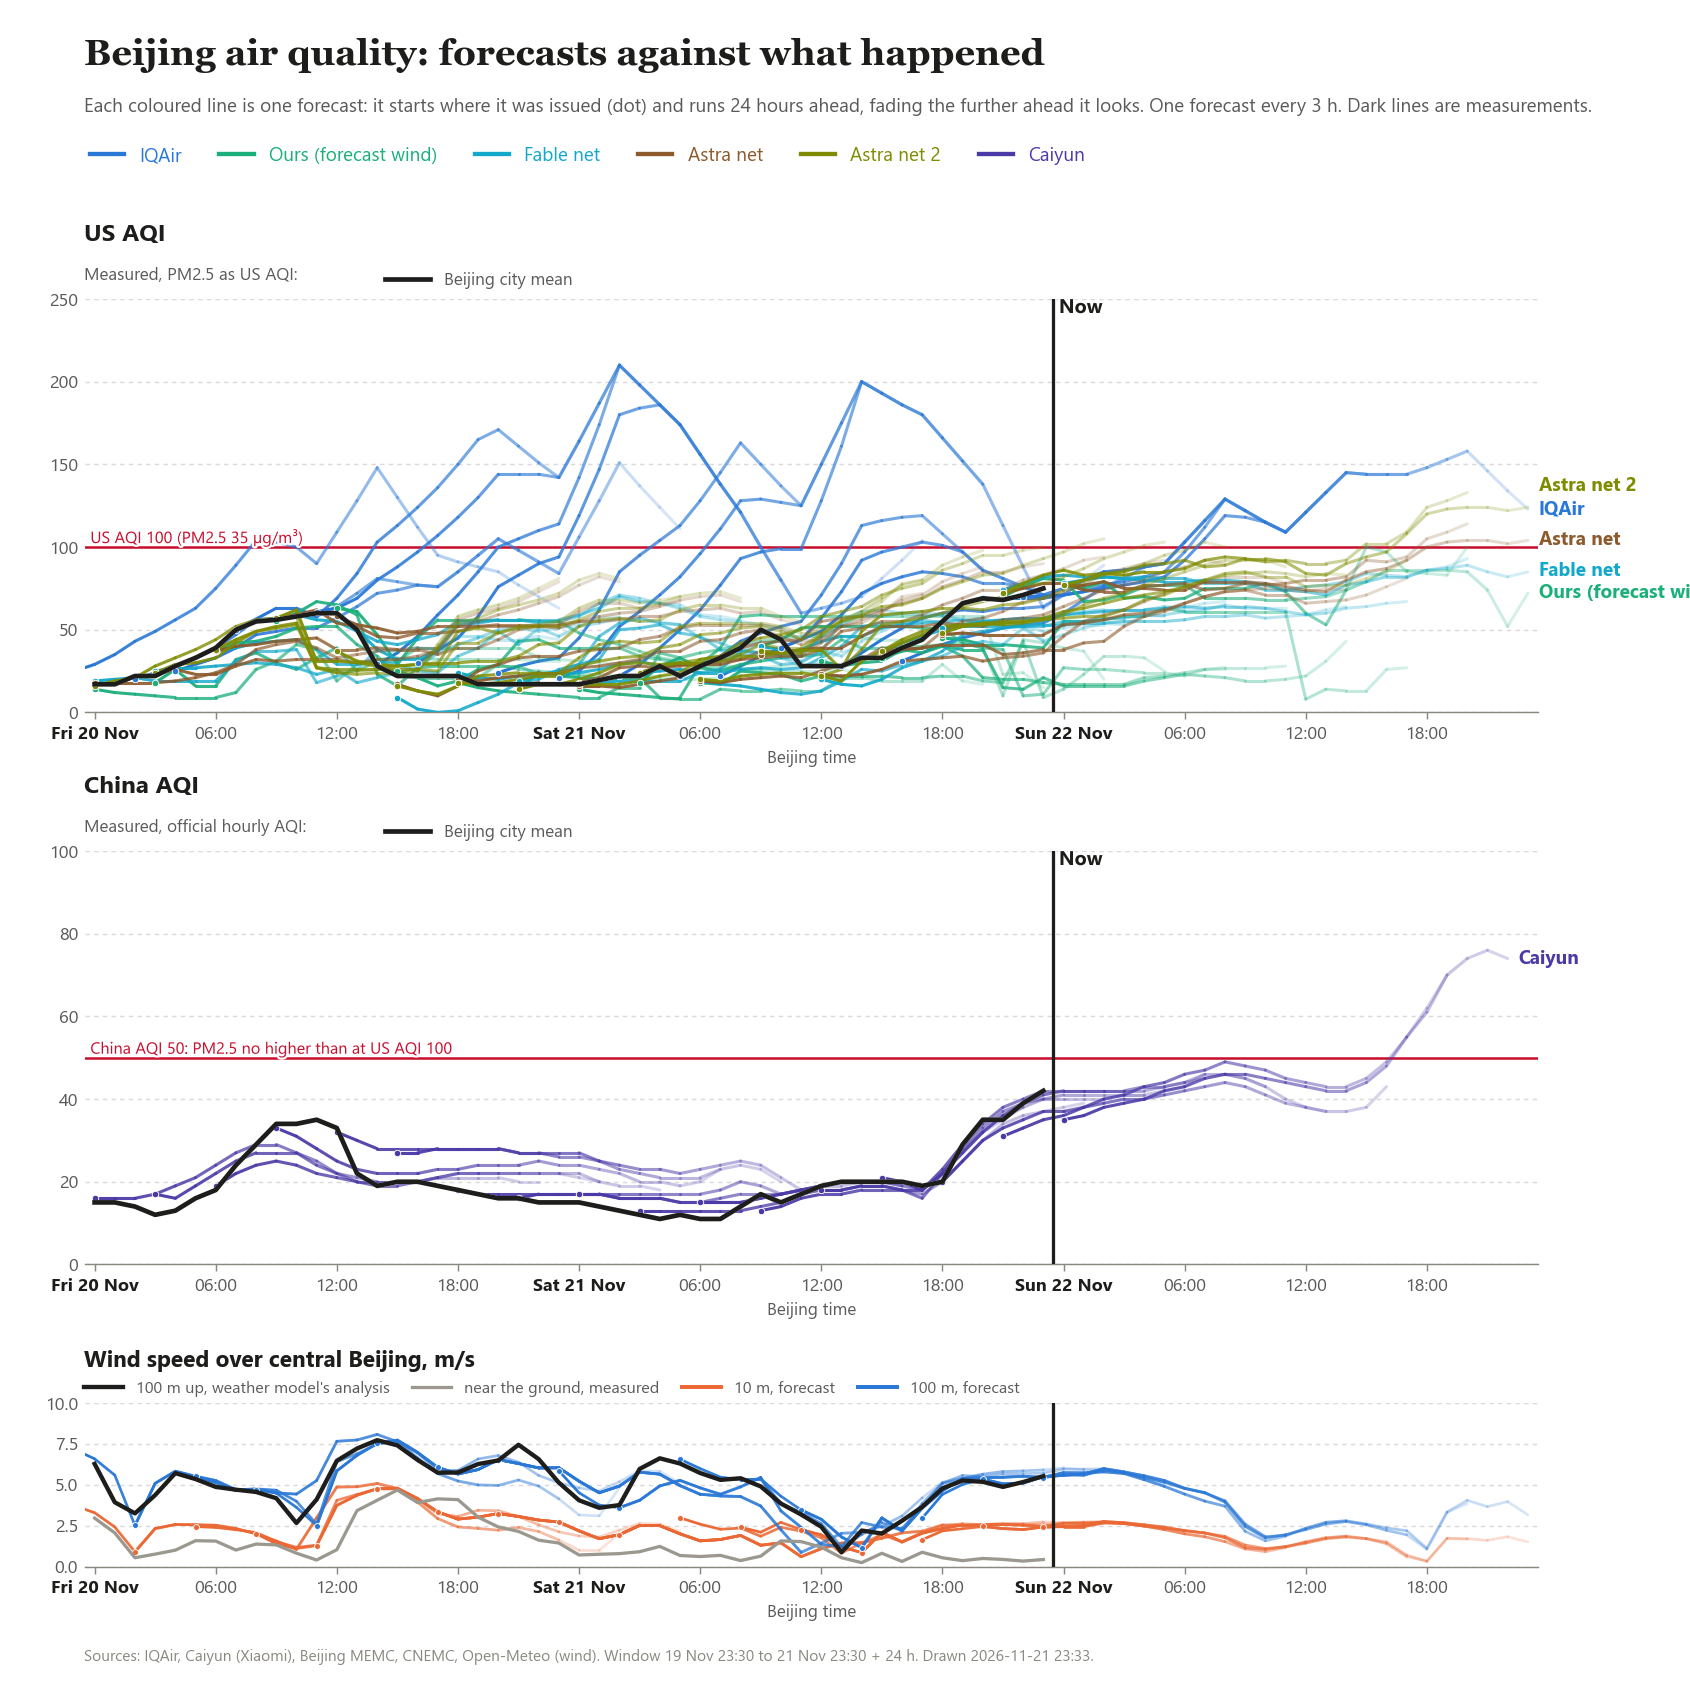 Beijing air quality: forecasts against what happened
Each coloured line is one forecast: it starts where it was issued (dot) and runs 24 hours ahead, fading the further ahead it looks. One forecast every 3 h. Dark lines are measurements.
IQAir Ours (forecast wind) Fable net Astra net Astra net 2 Caiyun
US AQI
Measured, PM2.5 as US AQI: Beijing city mean
250
Now
200
150
Astra net 2
IQAir
US AQI 100 (PM2.5 35 µg/m³)
100
Astra net
Fable net
Ours (forecast wi
50
0
Fri 20 Nov 06:00 12:00 18:00 Sat 21 Nov 06:00 12:00 18:00 Sun 22 Nov 06:00 12:00 18:00
Beijing time
China AQI
Measured, official hourly AQI: Beijing city mean
100
Now
80
Caiyun
60
China AQI 50: PM2.5 no higher than at US AQI 100
40
20
0
Fri 20 Nov 06:00 12:00 18:00 Sat 21 Nov 06:00 12:00 18:00 Sun 22 Nov 06:00 12:00 18:00
Beijing time
Wind speed over central Beijing, m/s
100 m up, weather model's analysis near the ground, measured 10 m, forecast 100 m, forecast
10.0
7.5
5.0
2.5
0.0
Fri 20 Nov 06:00 12:00 18:00 Sat 21 Nov 06:00 12:00 18:00 Sun 22 Nov 06:00 12:00 18:00
Beijing time
Sources: IQAir, Caiyun (Xiaomi), Beijing MEMC, CNEMC, Open-Meteo (wind). Window 19 Nov 23:30 to 21 Nov 23:30 + 24 h. Drawn 2026-11-21 23:33.